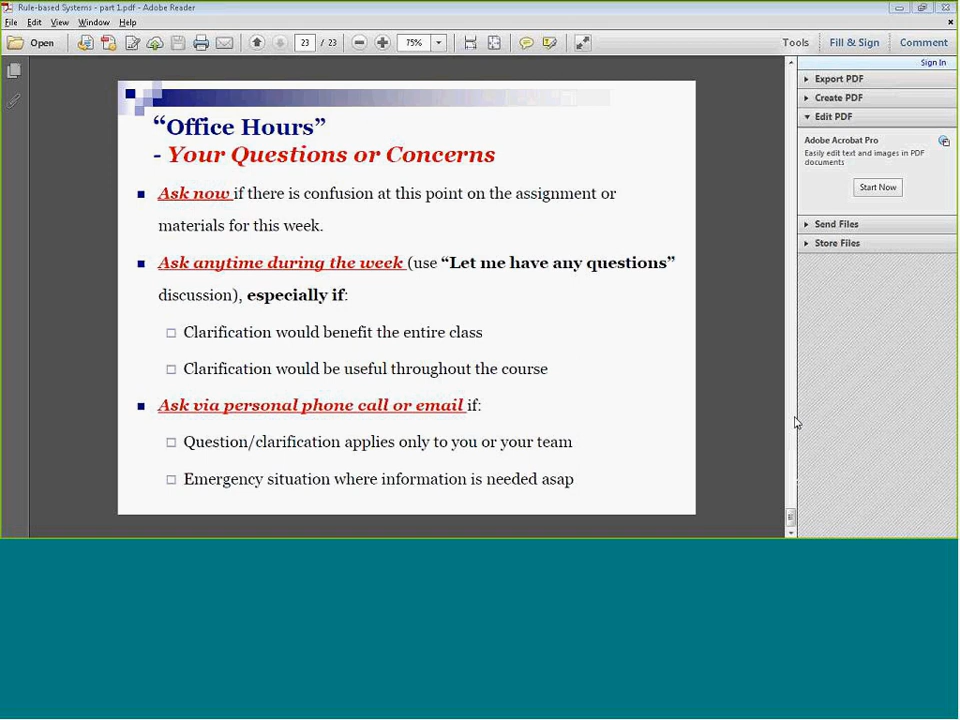 Rule-based Systems - part 1.pdf - Adobe Reader
File Edit View Window Help
Open 23 / 23 75% Tools Fill & Sign Comment
Sign In
Export PDF
Create PDF
Edit PDF
Adobe Acrobat Pro
Easily edit text and images in PDF
documents
Start Now
Send Files
Store Files
“Office Hours”
- Your Questions or Concerns
Ask now if there is confusion at this point on the assignment or
materials for this week.
Ask anytime during the week (use “Let me have any questions”
discussion), especially if:
Clarification would benefit the entire class
Clarification would be useful throughout the course
Ask via personal phone call or email if:
Question/clarification applies only to you or your team
Emergency situation where information is needed asap